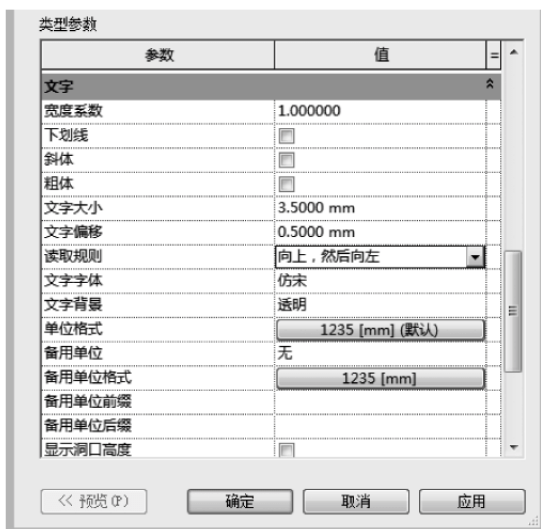 类型参数
参数 值 =
文字
宽度系数 1.000000
下划线
斜体
粗体
文字大小 3.5000 mm
文字偏移 0.5000 mm
读取规则 向上，然后向左
文字字体 仿宋
文字背景 透明
单位格式 1235 [mm] (默认)
备用单位 无
备用单位格式 1235 [mm]
备用单位前缀
备用单位后缀
显示洞口高度
<< 预览(P) 确定 取消 应用